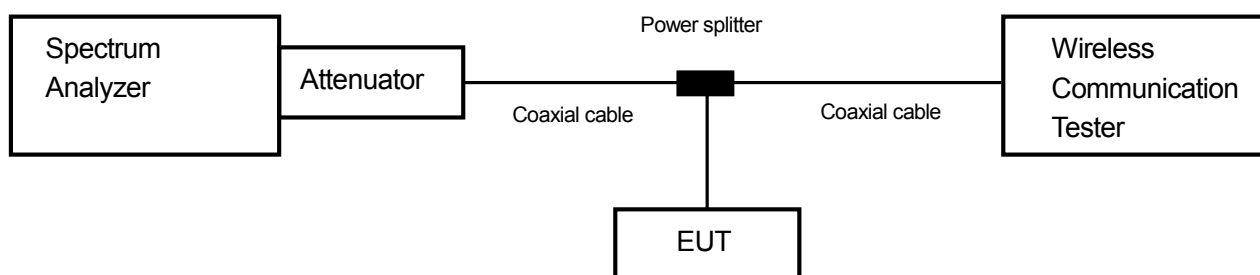 Power splitter
Spectrum
Analyzer
Attenuator
Coaxial cable
Coaxial cable
Wireless
Communication
Tester
EUT